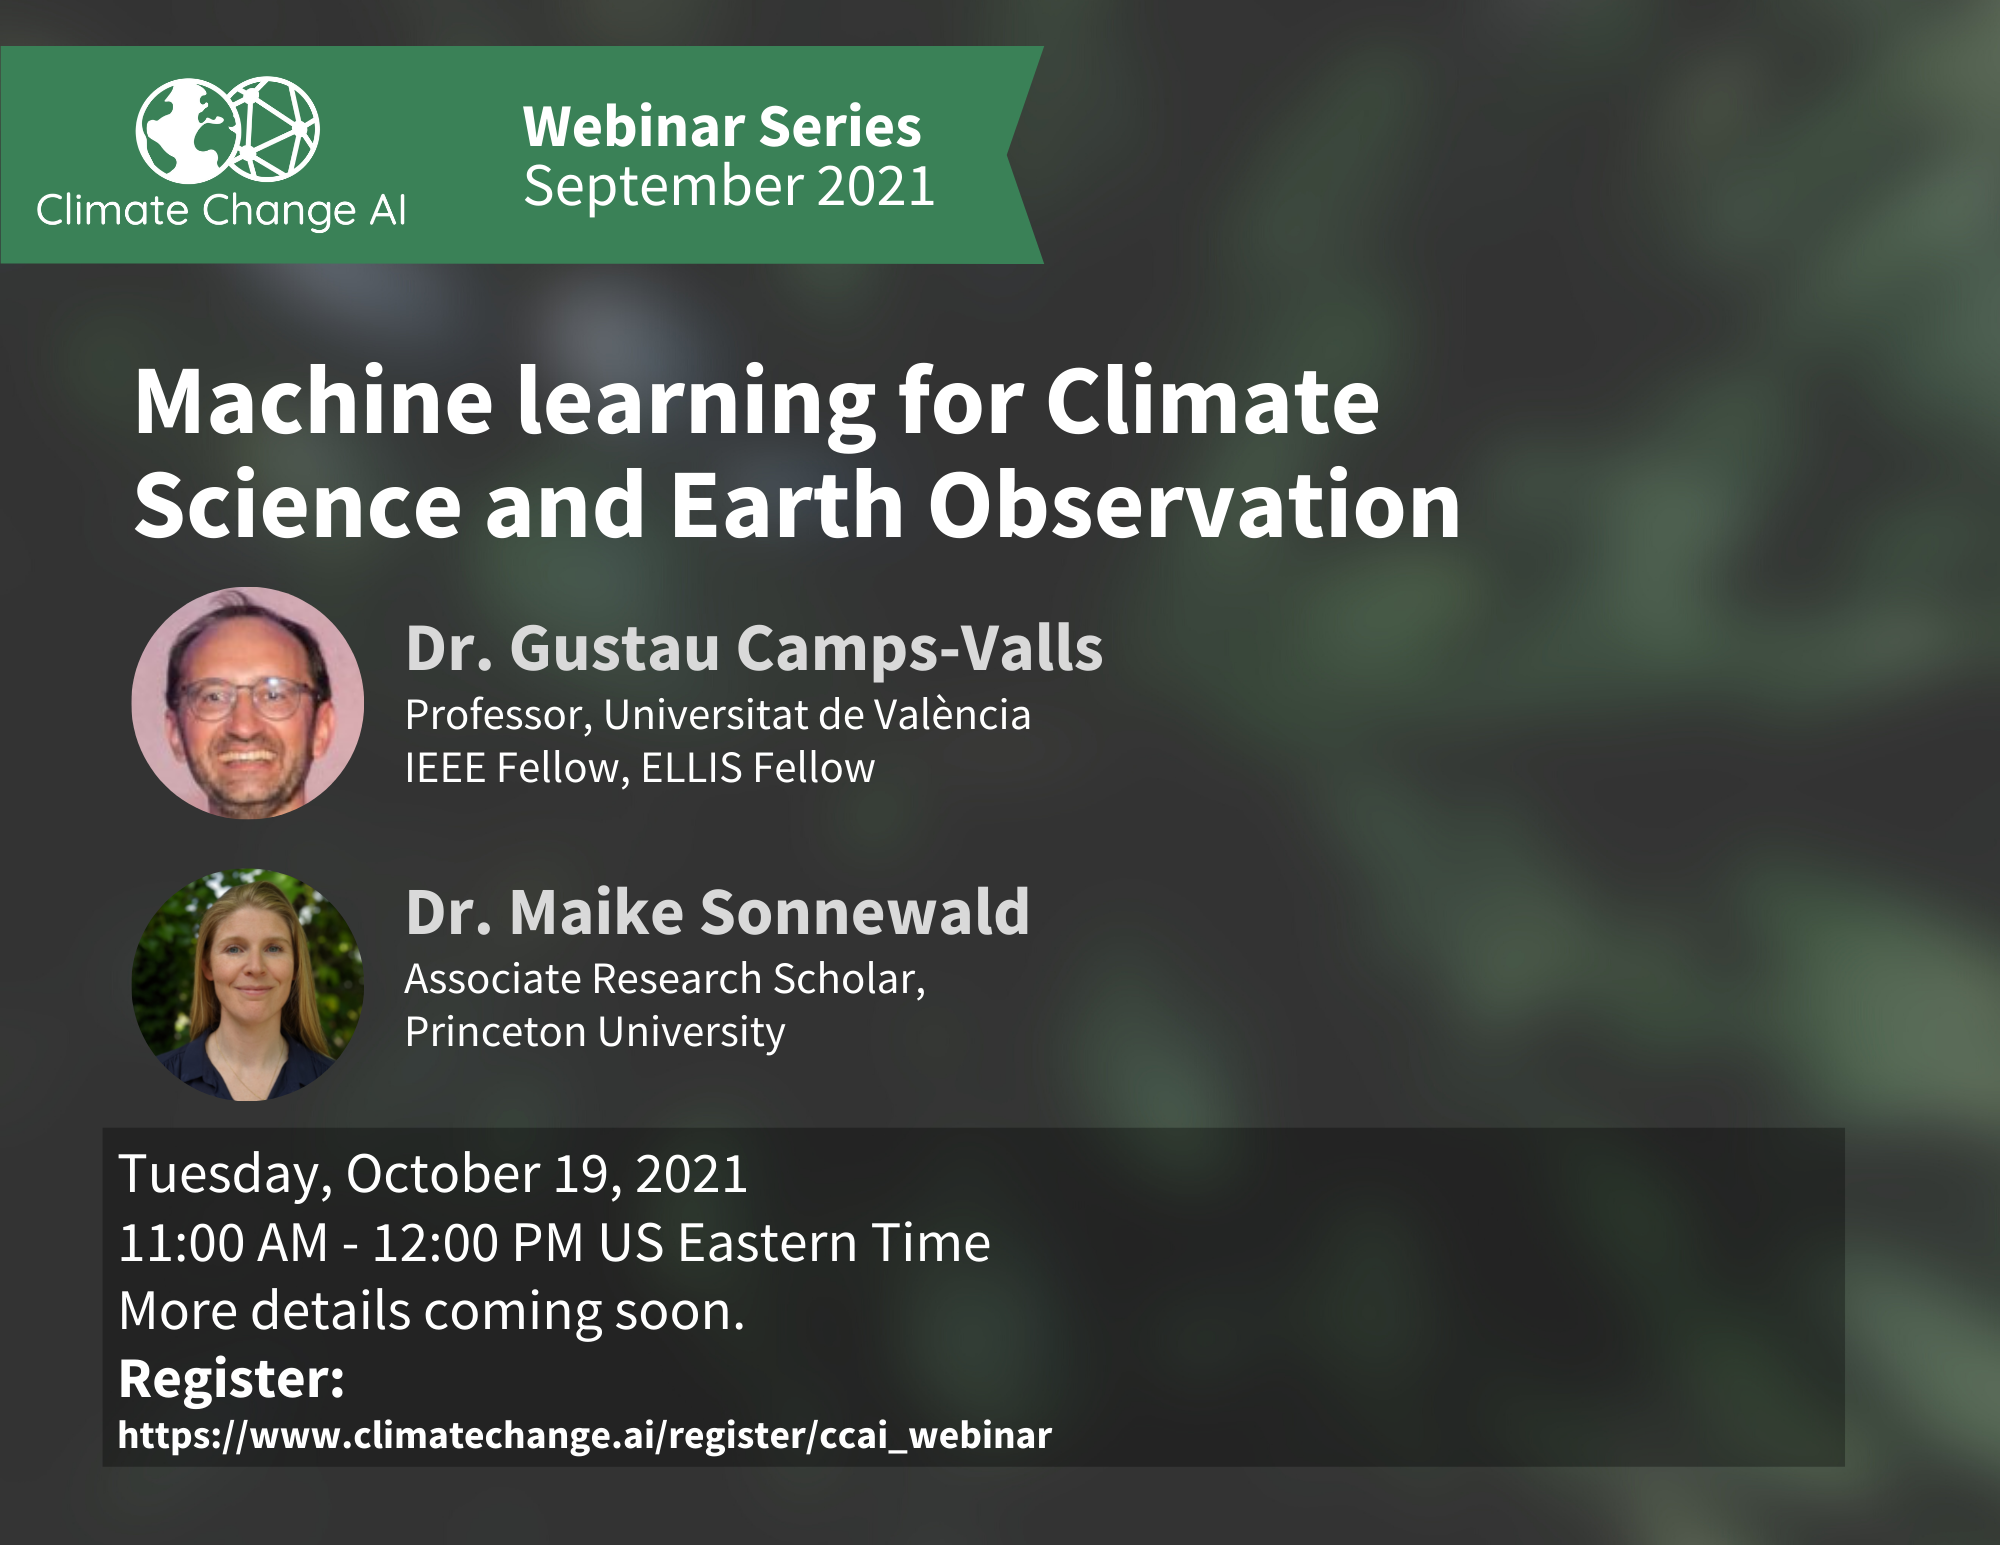 Climate Change AI
Webinar Series
September 2021
Machine learning for Climate
Science and Earth Observation
Dr. Gustau Camps-Valls
Professor, Universitat de València
IEEE Fellow, ELLIS Fellow
Dr. Maike Sonnewald
Associate Research Scholar,
Princeton University
Tuesday, October 19, 2021
11:00 AM - 12:00 PM US Eastern Time
More details coming soon.
Register:
https://www.climatechange.ai/register/ccai_webinar